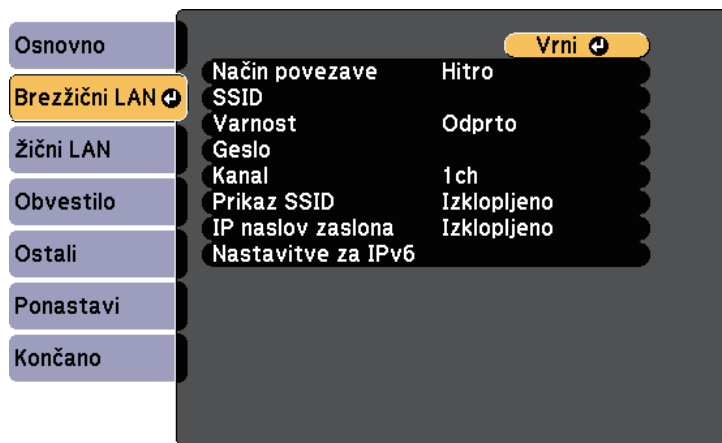 Osnovno
Brezžični LAN
Žični LAN
Obvestilo
Ostali
Ponastavi
Končano
Vrni
Način povezave Hitro
SSID
Varnost Odprto
Geslo
Kanal 1ch
Prikaz SSID Izklopljeno
IP naslov zaslona Izklopljeno
Nastavitve za IPv6